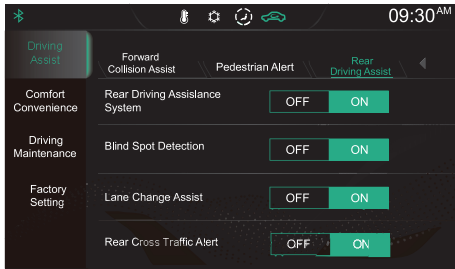 09:30AM
Driving
Assist
Forward
Collision Assist
Pedestrian Alert
Rear
Driving Assist
Comfort
Convenience
Rear Driving Assislance
System
OFF ON
Driving
Maintenance
Blind Spot Detection
OFF ON
Factory
Setting
Lane Change Assist
OFF ON
Rear Cross Traffic Alert
OFF ON